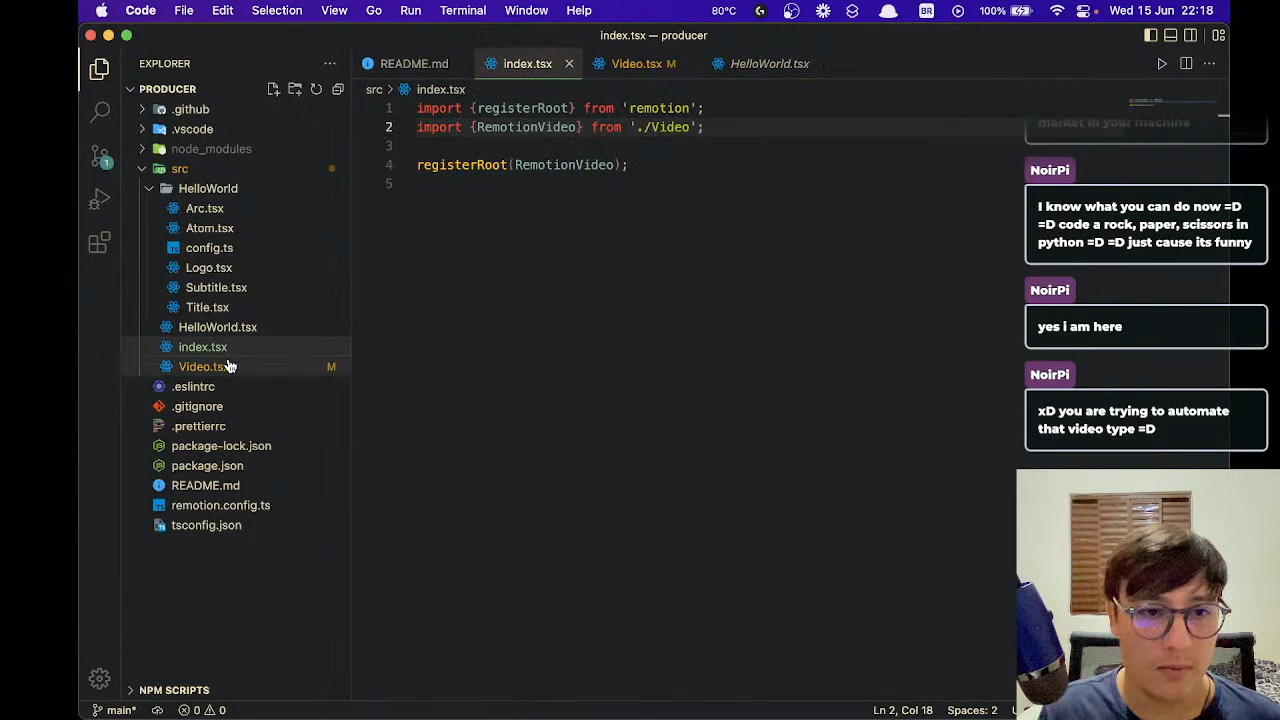 Code File Edit Selection View Go Run Terminal Window Help 80°C BR 100% Wed 15 Jun 22:18
index.tsx — producer
EXPLORER
README.md
index.tsx
Video.tsx M
HelloWorld.tsx
PRODUCER
.github
.vscode
node_modules
src
HelloWorld
Arc.tsx
Atom.tsx
config.ts
Logo.tsx
Subtitle.tsx
Title.tsx
HelloWorld.tsx
index.tsx
Video.tsx M
.eslintrc
.gitignore
.prettierrc
package-lock.json
package.json
README.md
remotion.config.ts
tsconfig.json
NPM SCRIPTS
1
src > index.tsx
1 import {registerRoot} from 'remotion';
2 import {RemotionVideo} from './Video';
3
4 registerRoot(RemotionVideo);
5
market in your machine
NoirPi
I know what you can do now =D
=D code a rock, paper, scissors in
python =D =D just cause its funny
NoirPi
yes i am here
NoirPi
xD you are trying to automate
that video type =D
main* 0 0 Ln 2, Col 18 Spaces: 2